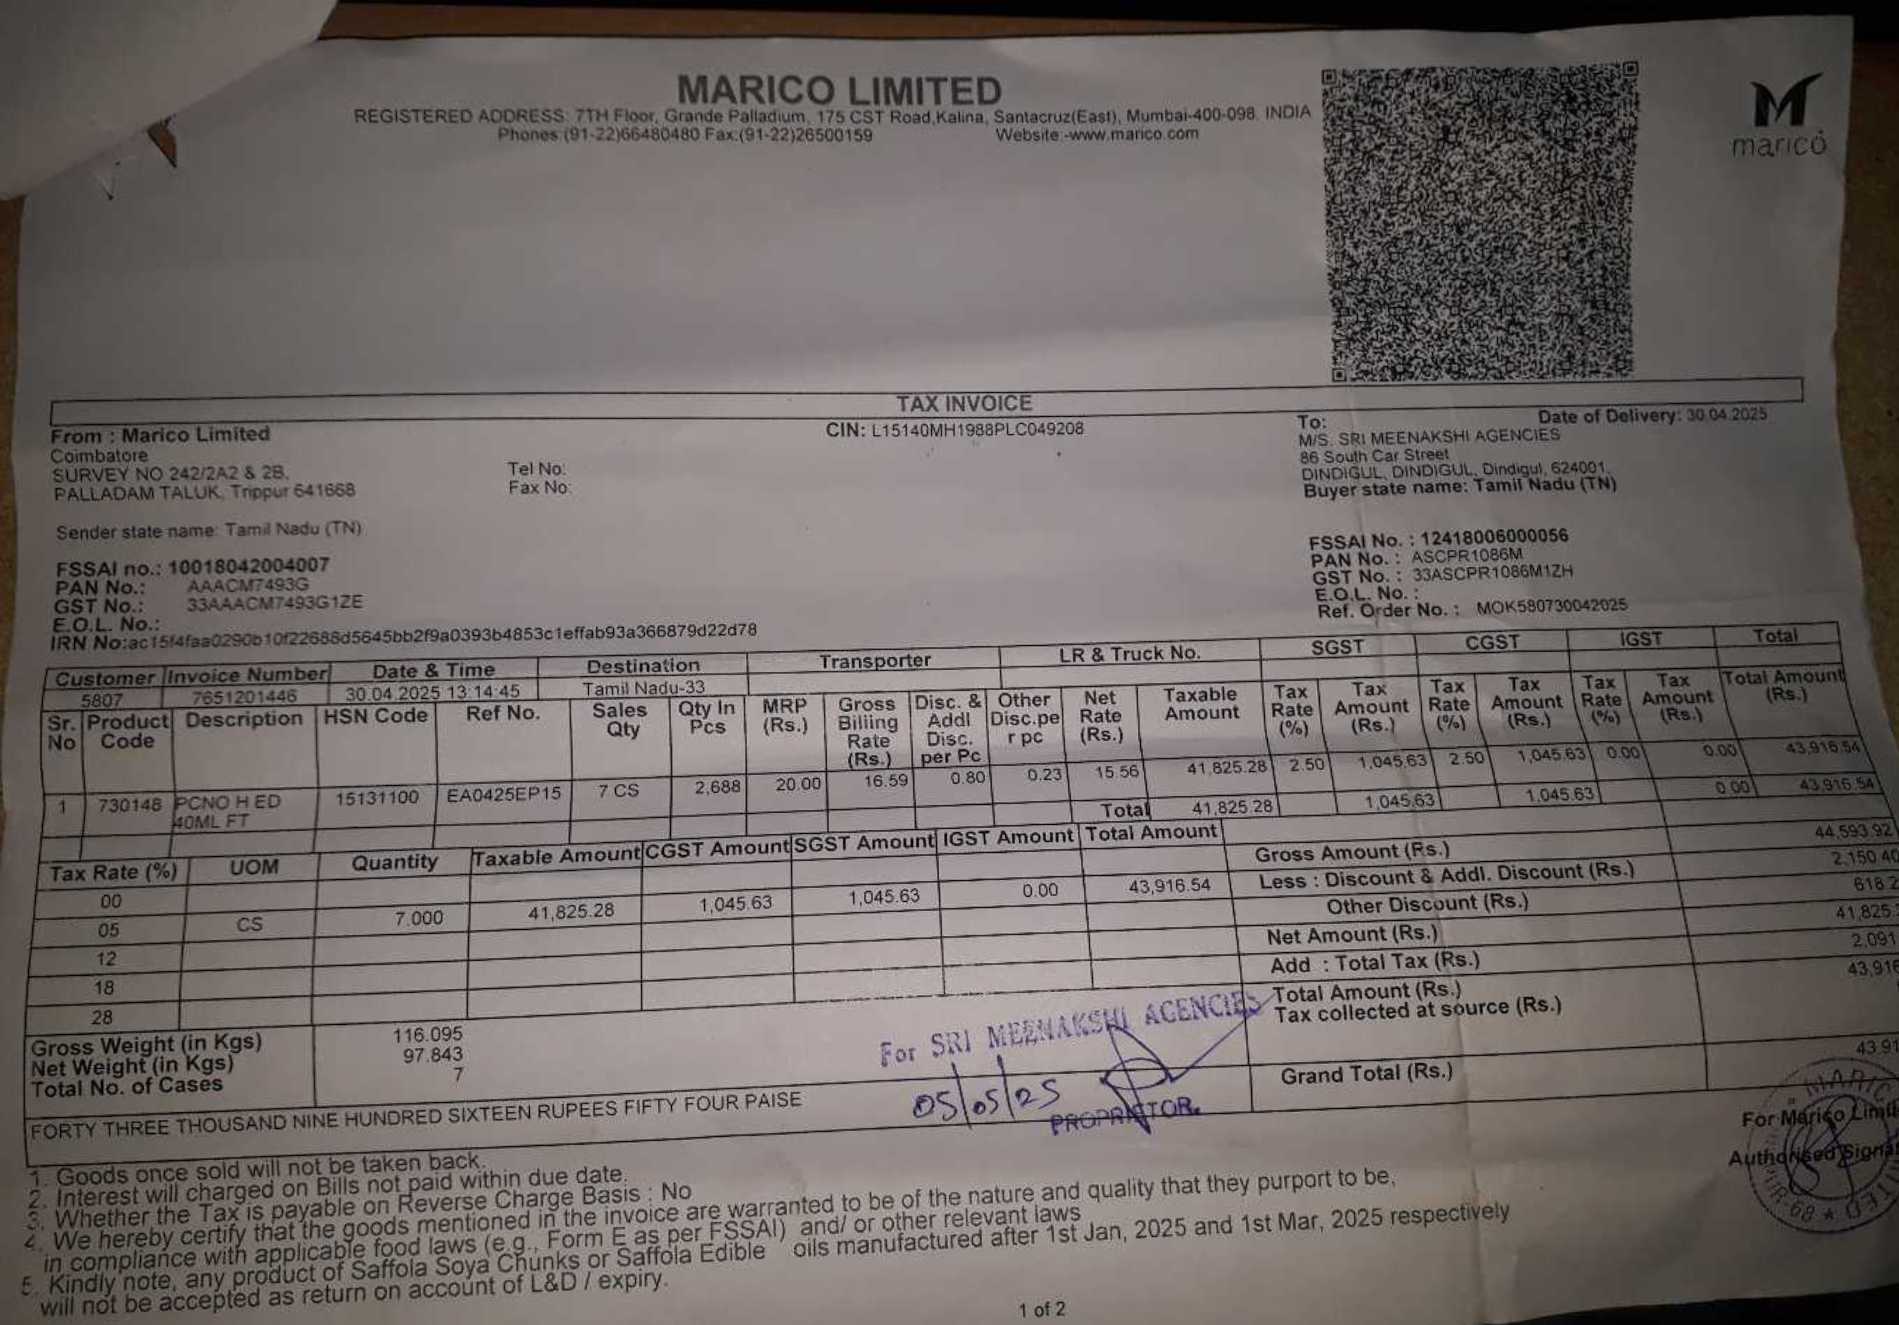 MARICO LIMITED
REGISTERED ADDRESS: 7TH Floor, Grande Palladium, 175 CST Road,Kalina, Santacruz(East), Mumbai-400-098. INDIA
Phones:(91-22)66480480 Fax:(91-22)26500159 Website:-www.marico.com
marico
TAX INVOICE
From : Marico Limited
Coimbatore
SURVEY NO 242/2A2 & 2B,
PALLADAM TALUK, Trippur 641668
Tel No:
Fax No:
CIN: L15140MH1988PLC049208
To: Date of Delivery: 30.04.2025
M/S. SRI MEENAKSHI AGENCIES
86 South Car Street
DINDIGUL, DINDIGUL, Dindigul, 624001,
Buyer state name: Tamil Nadu (TN)
Sender state name: Tamil Nadu (TN)
FSSAI no.: 10018042004007
PAN No.: AAACM7493G
GST No.: 33AAACM7493G1ZE
E.O.L. No.:
FSSAI No. : 12418006000056
PAN No. : ASCPR1086M
GST No. : 33ASCPR1086M1ZH
E.O.L. No. :
Ref. Order No. : MOK580730042025
IRN No:ac15f4faa0290b10f22688d5645bb2f9a0393b4853c1effab93a366879d22d78
Customer Invoice Number Date & Time Destination Transporter LR & Truck No. SGST CGST IGST Total
5807 7651201446 30.04.2025 13:14:45 Tamil Nadu-33
Sr. No Product Code Description HSN Code Ref No. Sales Qty Qty In Pcs MRP (Rs.) Gross Billing Rate (Rs.) Disc. & Addl Disc. per Pc Other Disc.pe r pc Net Rate (Rs.) Taxable Amount Tax Rate (%) Tax Amount (Rs.) Tax Rate (%) Tax Amount (Rs.) Tax Rate (%) Tax Amount (Rs.) Total Amount (Rs.)
1 730148 PCNO H ED 40ML FT 15131100 EA0425EP15 7 CS 2,688 20.00 16.59 0.80 0.23 15.56 41,825.28 2.50 1,045.63 2.50 1,045.63 0.00 0.00 43,916.54
Total 41,825.28 1,045.63 1,045.63 0.00 43,916.54
Tax Rate (%) UOM Quantity Taxable Amount CGST Amount SGST Amount IGST Amount Total Amount
00
05 CS 7.000 41,825.28 1,045.63 1,045.63 0.00 43,916.54
12
18
28
Gross Amount (Rs.) 44,593.92
Less : Discount & Addl. Discount (Rs.) 2,150.40
Other Discount (Rs.) 618.2
Net Amount (Rs.) 41,825.
Add : Total Tax (Rs.) 2,091
Total Amount (Rs.) 43,916
Tax collected at source (Rs.)
Grand Total (Rs.) 43,91
Gross Weight (in Kgs) 116.095
Net Weight (in Kgs) 97.843
Total No. of Cases 7
For SRI MEENAKSHI AGENCIES
05/05/25
PROPRIETOR.
FORTY THREE THOUSAND NINE HUNDRED SIXTEEN RUPEES FIFTY FOUR PAISE
For Marico Limit
Authorised Signa
1. Goods once sold will not be taken back.
2. Interest will charged on Bills not paid within due date.
3. Whether the Tax is payable on Reverse Charge Basis : No
4. We hereby certify that the goods mentioned in the invoice are warranted to be of the nature and quality that they purport to be,
in compliance with applicable food laws (e.g., Form E as per FSSAI) and/ or other relevant laws
5. Kindly note, any product of Saffola Soya Chunks or Saffola Edible oils manufactured after 1st Jan, 2025 and 1st Mar, 2025 respectively
will not be accepted as return on account of L&D / expiry.
1 of 2